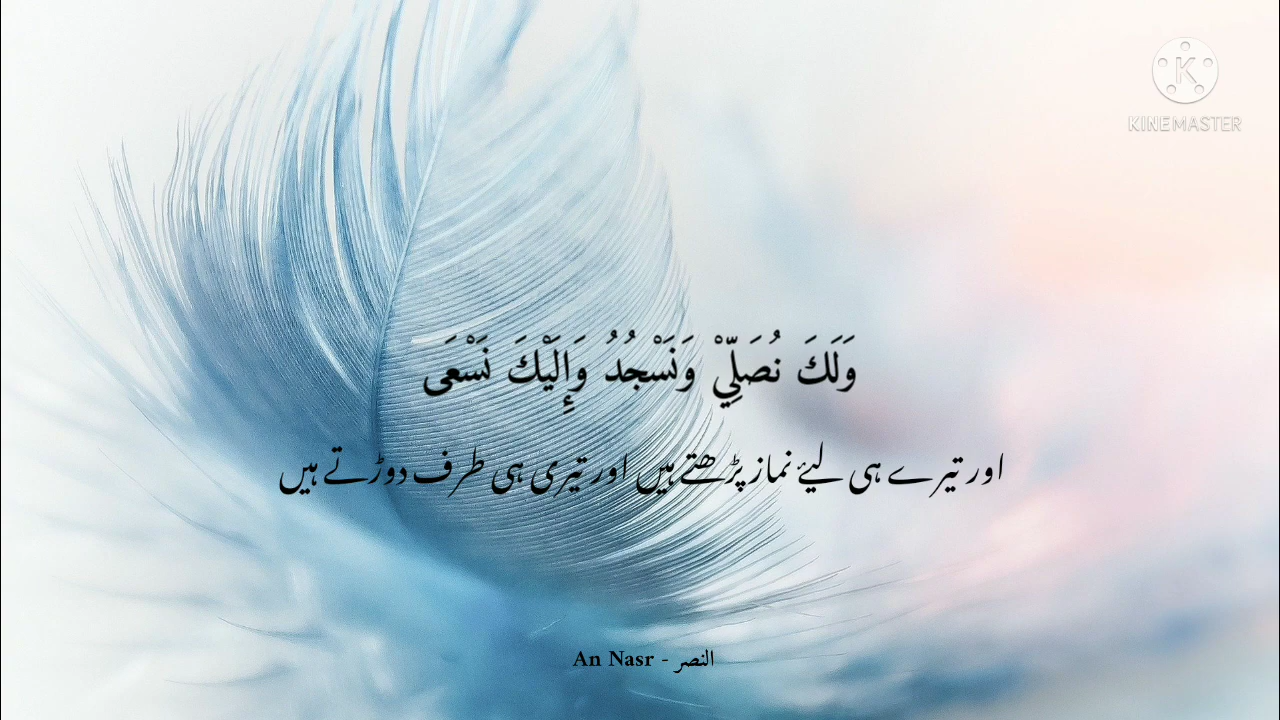 KINEMASTER
وَلَكَ نُصَلِّيْ وَنَسْجُدُ وَإِلَيْكَ نَسْعَى
اور تیرے ہی لیئے نماز پڑھتے ہیں اور تیری ہی طرف دوڑتے ہیں
An Nasr - النصر